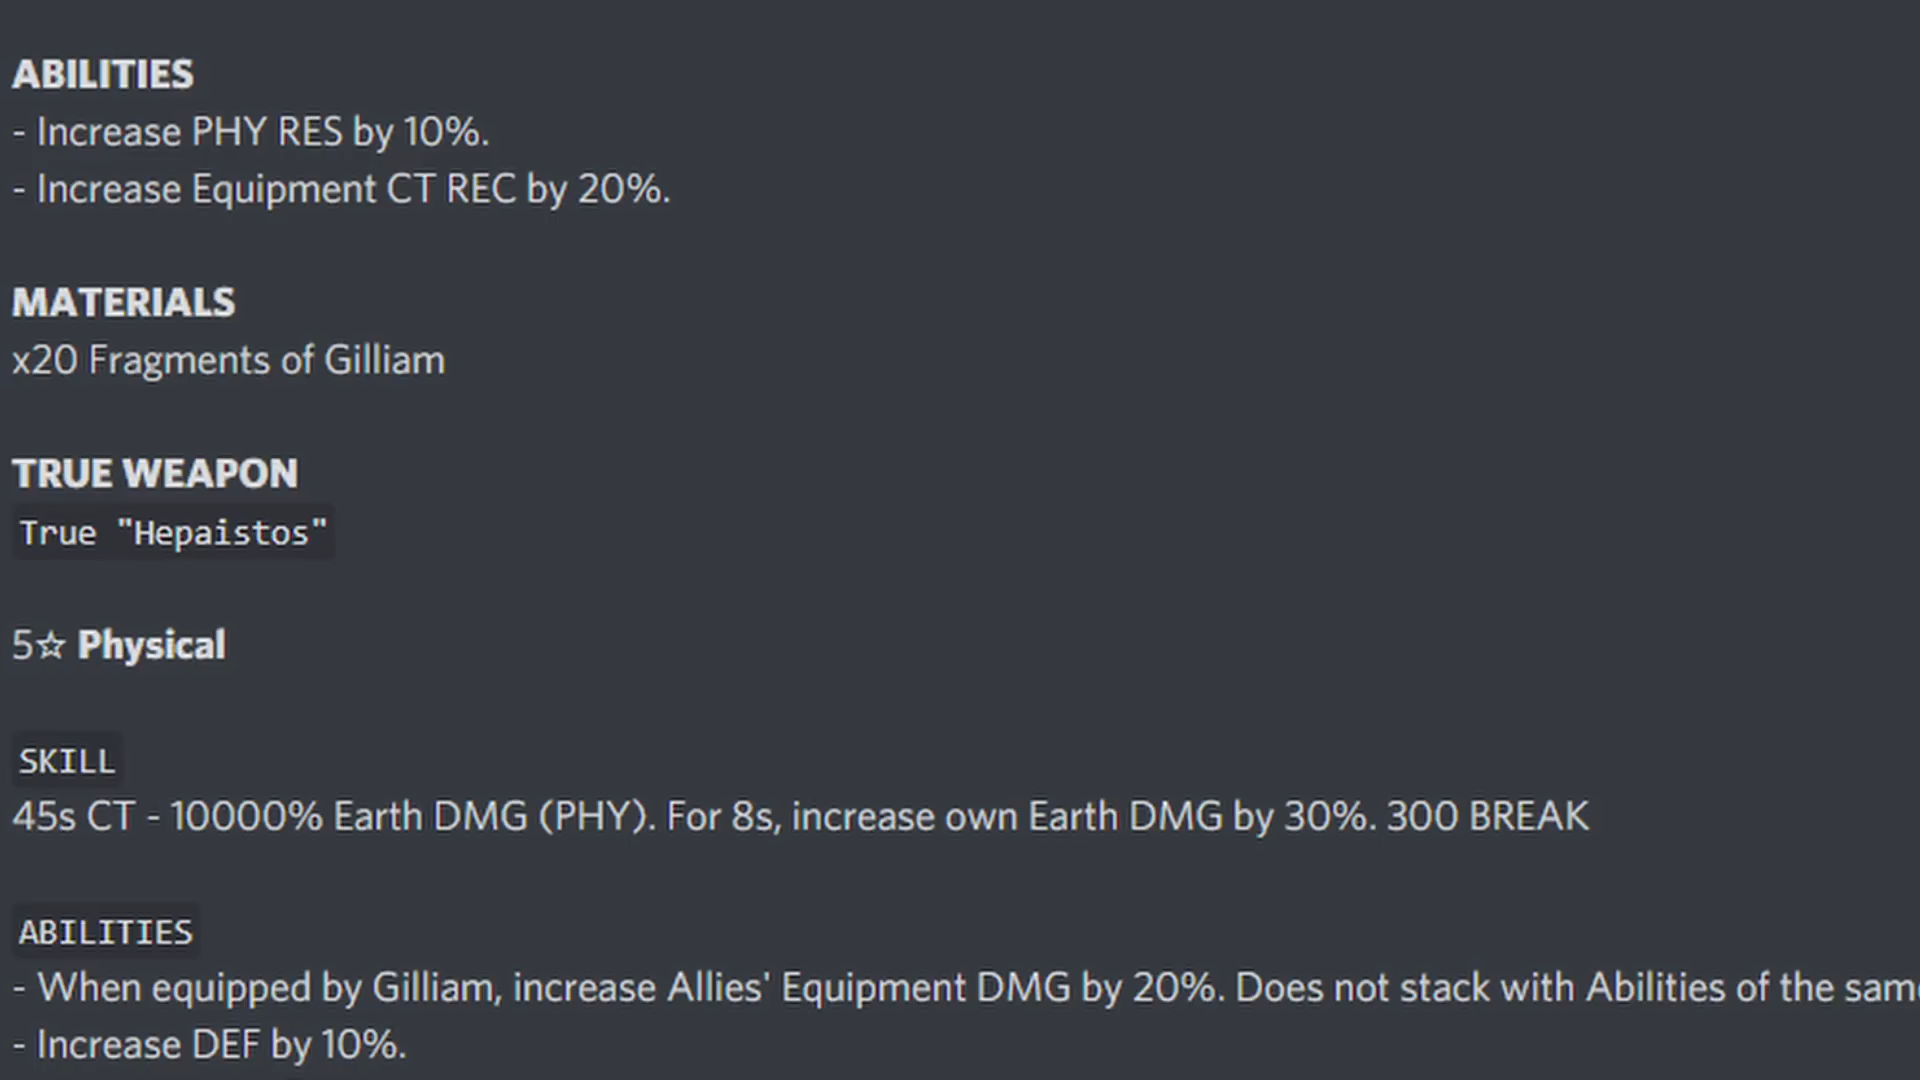 ABILITIES
- Increase PHY RES by 10%.
- Increase Equipment CT REC by 20%.
MATERIALS
x20 Fragments of Gilliam
TRUE WEAPON
True "Hepaistos"
5☆ Physical
SKILL
45s CT - 10000% Earth DMG (PHY). For 8s, increase own Earth DMG by 30%. 300 BREAK
ABILITIES
- When equipped by Gilliam, increase Allies' Equipment DMG by 20%. Does not stack with Abilities of the
- Increase DEF by 10%.